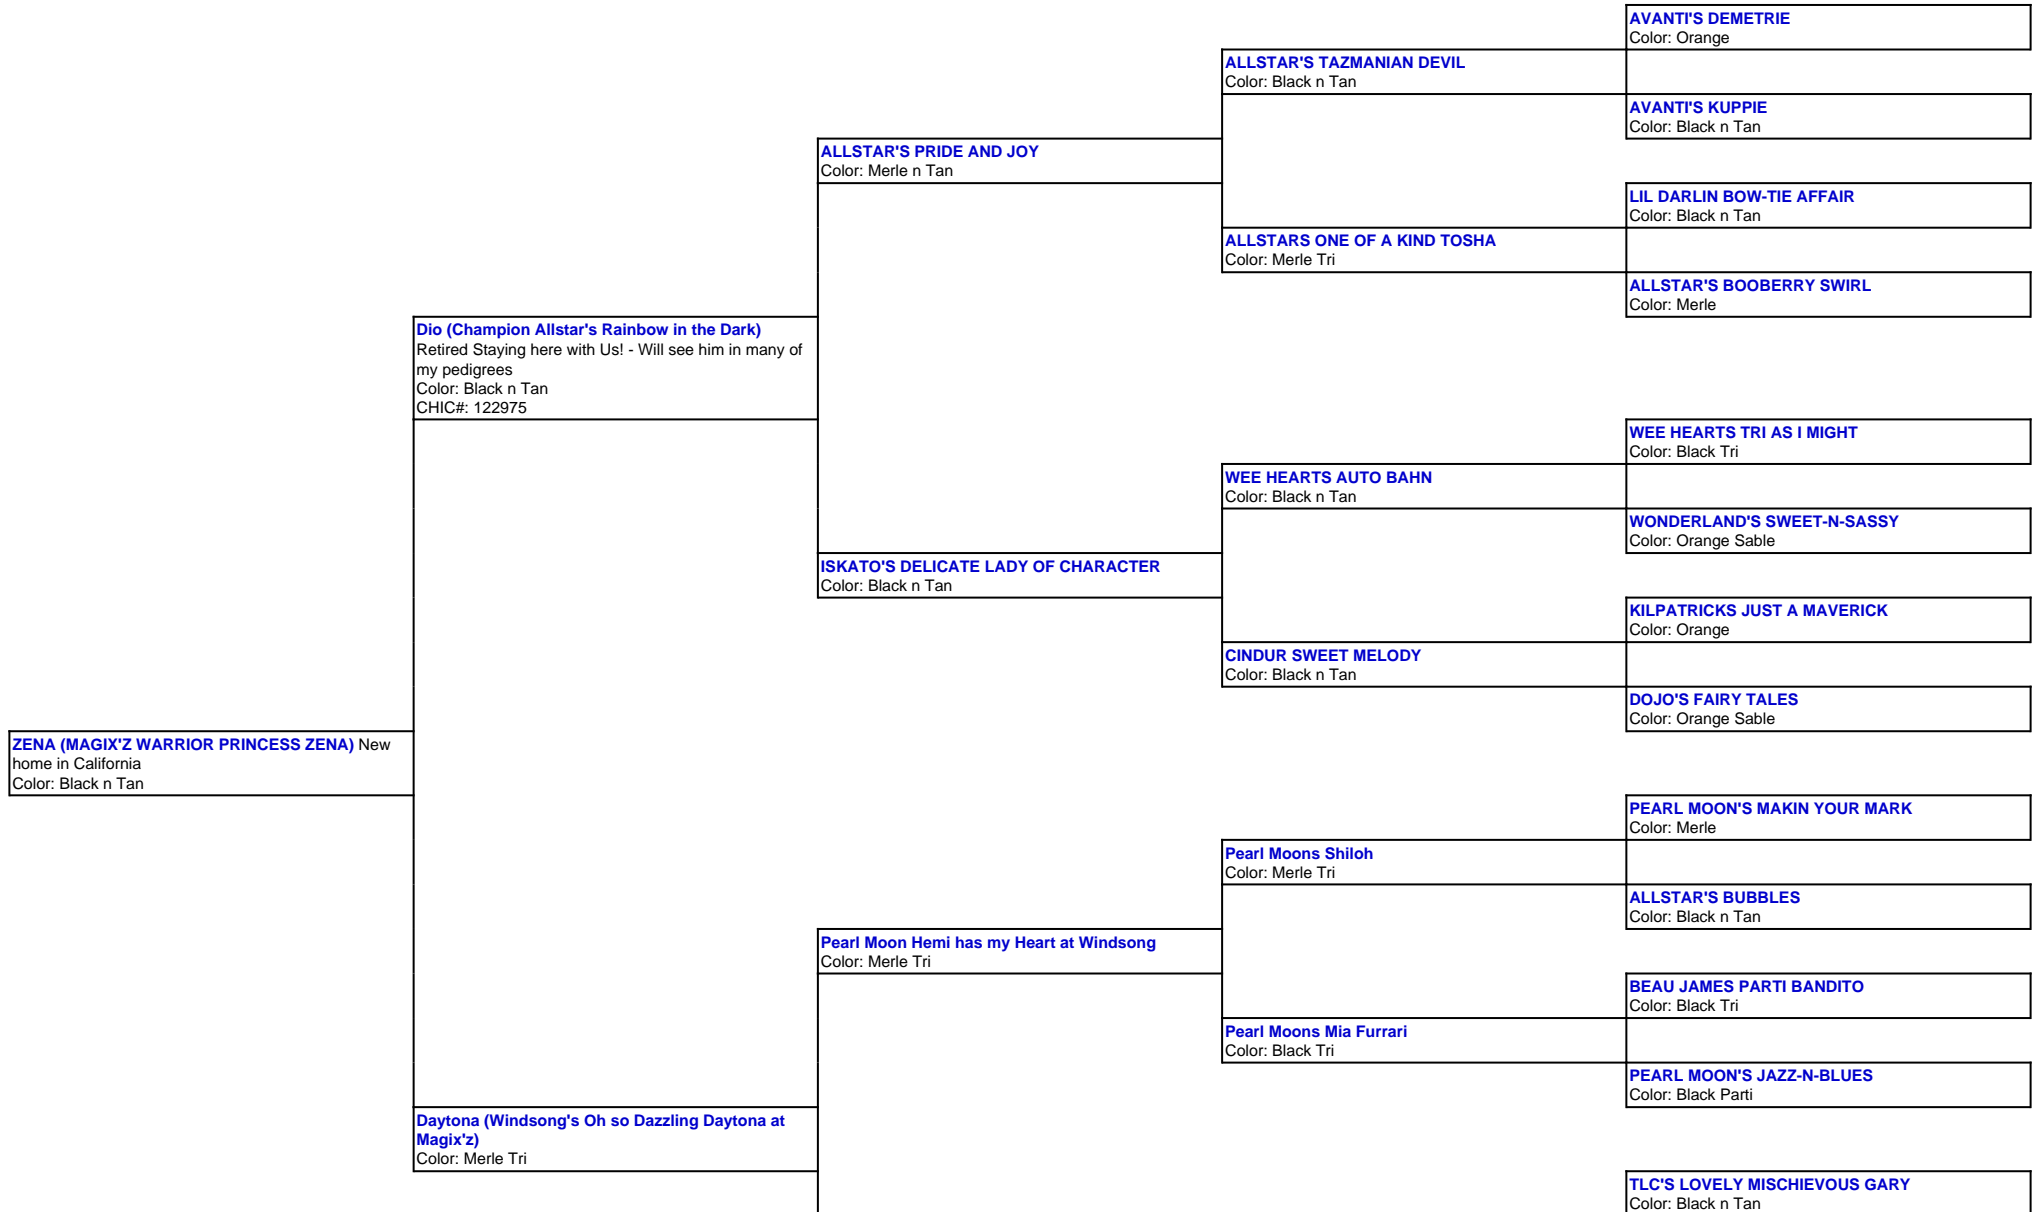 AVANTI'S DEMETRIE
Color: Orange
ALLSTAR'S TAZMANIAN DEVIL
Color: Black n Tan
AVANTI'S KUPPIE
Color: Black n Tan
ALLSTAR'S PRIDE AND JOY
Color: Merle n Tan
LIL DARLIN BOW-TIE AFFAIR
Color: Black n Tan
ALLSTARS ONE OF A KIND TOSHA
Color: Merle Tri
ALLSTAR'S BOOBERRY SWIRL
Color: Merle
Dio (Champion Allstar's Rainbow in the Dark)
Retired Staying here with Us! - Will see him in many of
my pedigrees
Color: Black n Tan
CHIC#: 122975
WEE HEARTS TRI AS I MIGHT
Color: Black Tri
WEE HEARTS AUTO BAHN
Color: Black n Tan
WONDERLAND'S SWEET-N-SASSY
Color: Orange Sable
ISKATO'S DELICATE LADY OF CHARACTER
Color: Black n Tan
KILPATRICKS JUST A MAVERICK
Color: Orange
CINDUR SWEET MELODY
Color: Black n Tan
DOJO'S FAIRY TALES
Color: Orange Sable
ZENA (MAGIX'Z WARRIOR PRINCESS ZENA) New
home in California
Color: Black n Tan
PEARL MOON'S MAKIN YOUR MARK
Color: Merle
Pearl Moons Shiloh
Color: Merle Tri
ALLSTAR'S BUBBLES
Color: Black n Tan
Pearl Moon Hemi has my Heart at Windsong
Color: Merle Tri
BEAU JAMES PARTI BANDITO
Color: Black Tri
Pearl Moons Mia Furrari
Color: Black Tri
PEARL MOON'S JAZZ-N-BLUES
Color: Black Parti
Daytona (Windsong's Oh so Dazzling Daytona at
Magix'z)
Color: Merle Tri
TLC'S LOVELY MISCHIEVOUS GARY
Color: Black n Tan